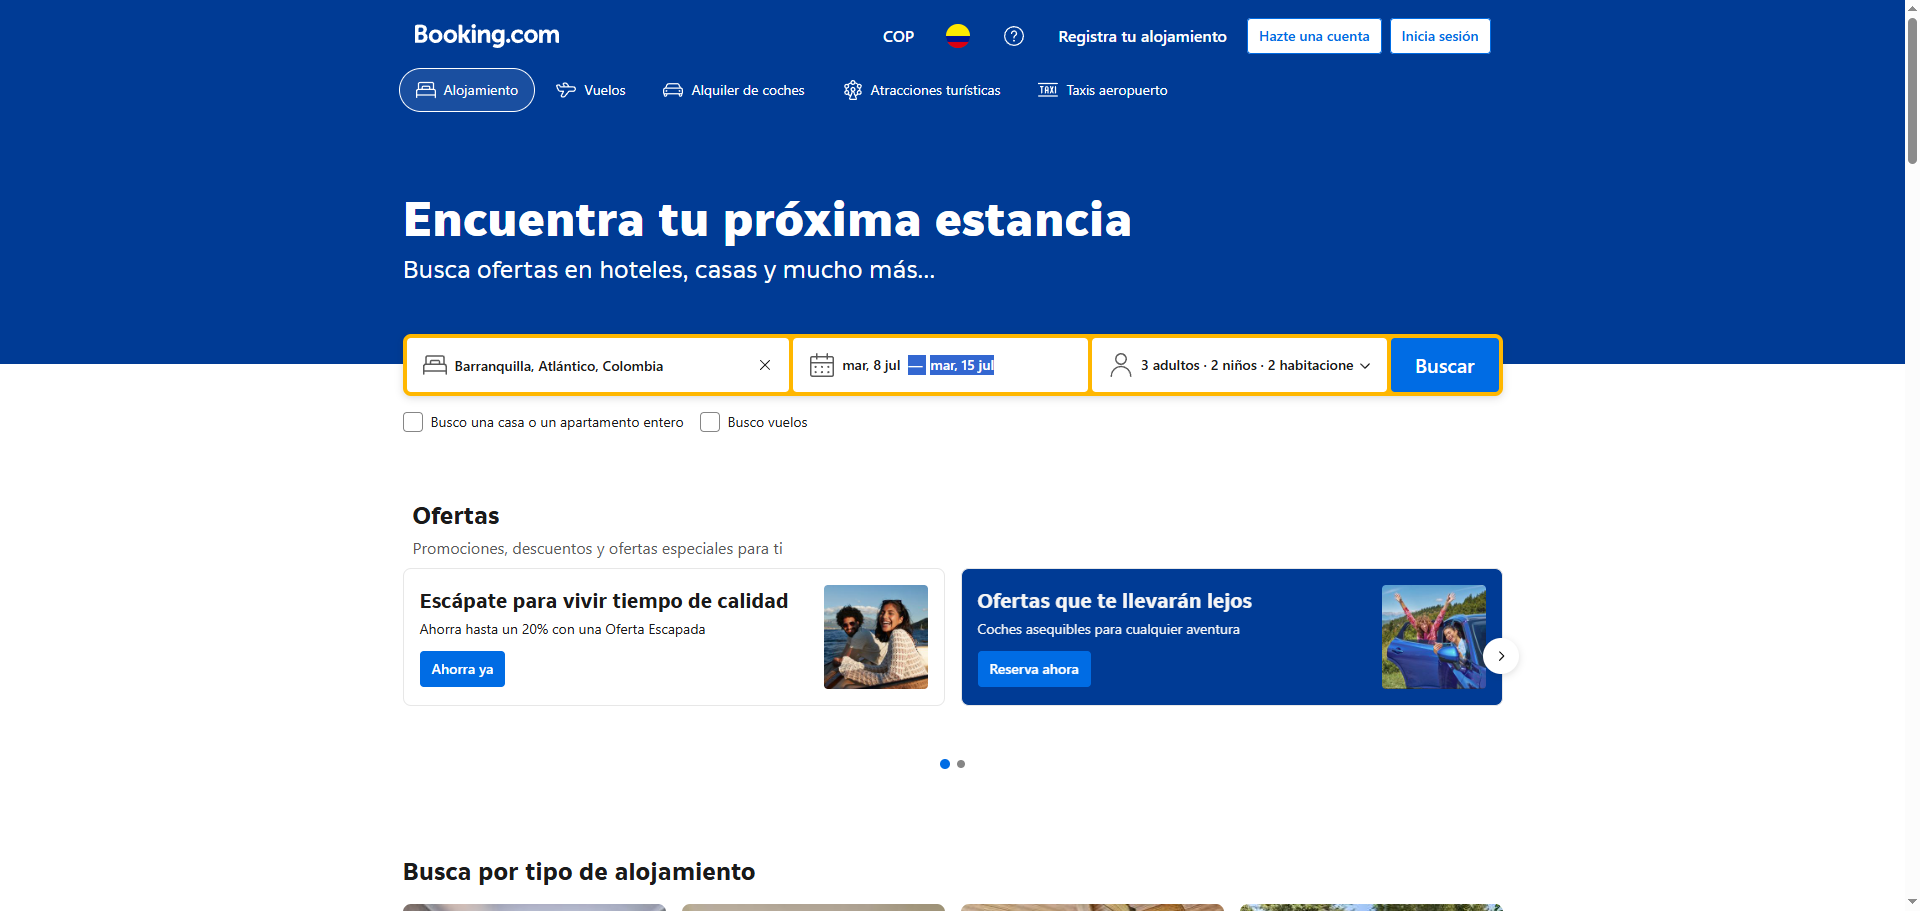 Booking.com
COP
Registra tu alojamiento
Hazte una cuenta
Inicia sesión
Alojamiento
Vuelos
Alquiler de coches
Atracciones turísticas
TAXI
Taxis aeropuerto
Encuentra tu próxima estancia
Busca ofertas en hoteles, casas y mucho más...
Barranquilla, Atlántico, Colombia
mar, 8 jul — mar, 15 jul
3 adultos · 2 niños · 2 habitacione
Buscar
Busco una casa o un apartamento entero
Busco vuelos
Ofertas
Promociones, descuentos y ofertas especiales para ti
Escápate para vivir tiempo de calidad
Ahorra hasta un 20% con una Oferta Escapada
Ahorra ya
Ofertas que te llevarán lejos
Coches asequibles para cualquier aventura
Reserva ahora
Busca por tipo de alojamiento